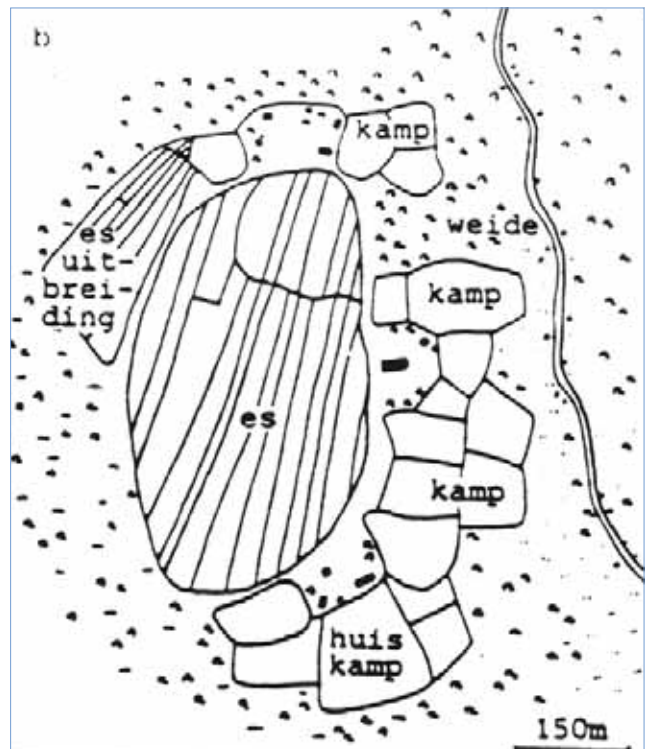 b
kamp
es
uit-
brei-
ding
weide
kamp
es
kamp
huis
kamp
150m